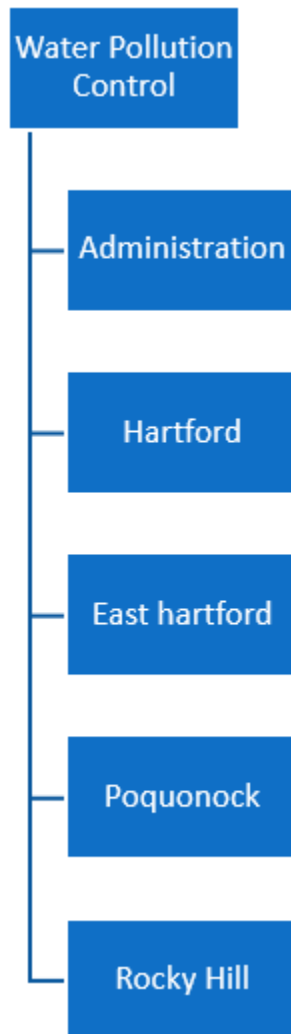 Water Pollution
Control
Administration
Hartford
East hartford
Poquonock
Rocky Hill